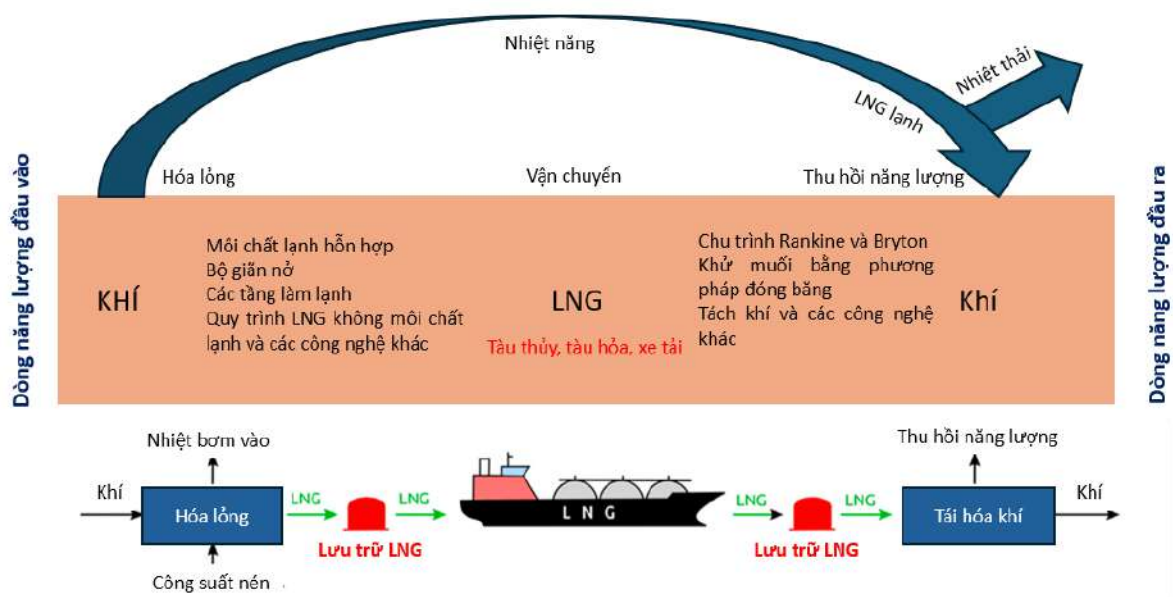 Nhiệt năng
Nhiệt thải
LNG lạnh
Hóa lỏng
Vận chuyển
Thu hồi năng lượng
Dòng năng lượng đầu vào
KHÍ
Môi chất lạnh hỗn hợp
Bộ giãn nở
Các tầng làm lạnh
Quy trình LNG không môi chất
lạnh và các công nghệ khác
LNG
Tàu thủy, tàu hỏa, xe tải
Chu trình Rankine và Bryton
Khử muối bằng phương
pháp đóng băng
Tách khí và các công nghệ
khác
Khí
Dòng năng lượng đầu ra
Nhiệt bơm vào
Thu hồi năng lượng
Khí
Hóa lỏng
LNG
LNG
L N G
LNG
LNG
Tái hóa khí
Khí
Lưu trữ LNG
Lưu trữ LNG
Công suất nén